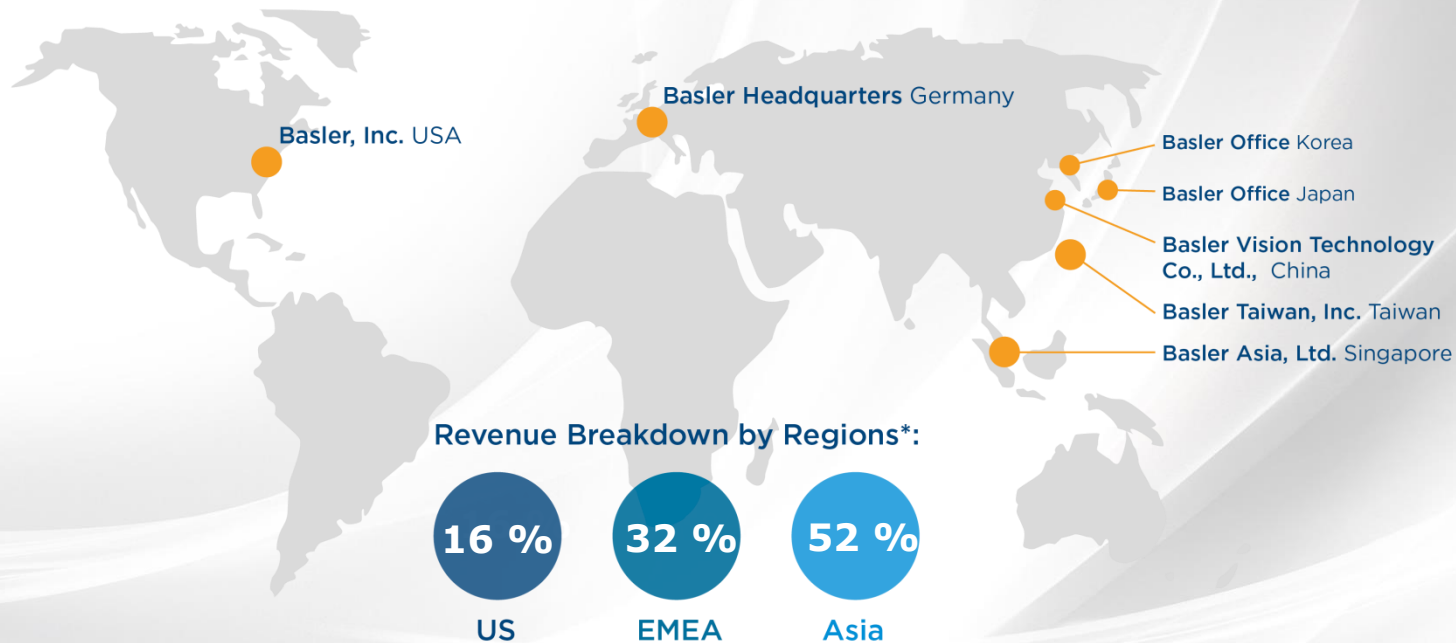 Basler Headquarters Germany
Basler, Inc. USA
Basler Office Korea
Basler Office Japan
Basler Vision Technology
Co., Ltd., China
Basler Taiwan, Inc. Taiwan
Basler Asia, Ltd. Singapore
Revenue Breakdown by Regions*:
16 %
32 %
52 %
US
EMEA
Asia